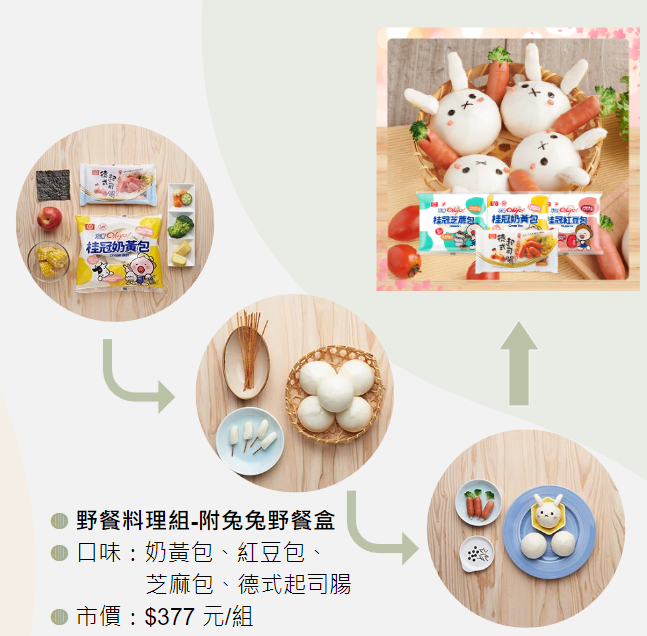 桂冠芝麻包
桂冠奶黃包
桂冠紅豆包
德式起司腸
德式起司腸
桂冠奶黃包
野餐料理組-附兔兔野餐盒
口味：奶黃包、紅豆包、
芝麻包、德式起司腸
市價：$377 元/組